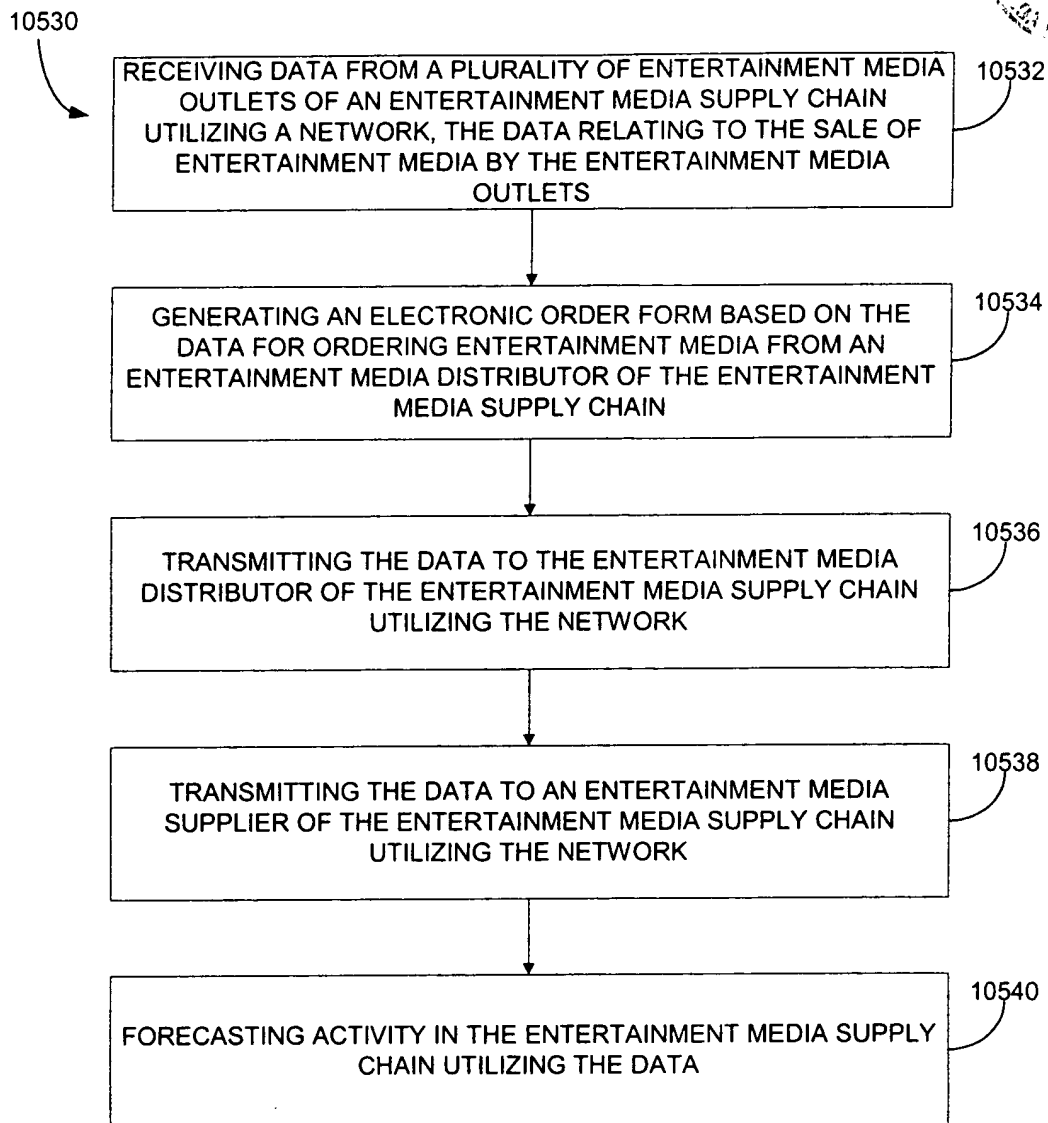 10530
RECEIVING DATA FROM A PLURALITY OF ENTERTAINMENT MEDIA
OUTLETS OF AN ENTERTAINMENT MEDIA SUPPLY CHAIN
UTILIZING A NETWORK, THE DATA RELATING TO THE SALE OF
ENTERTAINMENT MEDIA BY THE ENTERTAINMENT MEDIA
OUTLETS
10532
GENERATING AN ELECTRONIC ORDER FORM BASED ON THE
DATA FOR ORDERING ENTERTAINMENT MEDIA FROM AN
ENTERTAINMENT MEDIA DISTRIBUTOR OF THE ENTERTAINMENT
MEDIA SUPPLY CHAIN
10534
TRANSMITTING THE DATA TO THE ENTERTAINMENT MEDIA
DISTRIBUTOR OF THE ENTERTAINMENT MEDIA SUPPLY CHAIN
UTILIZING THE NETWORK
10536
TRANSMITTING THE DATA TO AN ENTERTAINMENT MEDIA
SUPPLIER OF THE ENTERTAINMENT MEDIA SUPPLY CHAIN
UTILIZING THE NETWORK
10538
FORECASTING ACTIVITY IN THE ENTERTAINMENT MEDIA SUPPLY
CHAIN UTILIZING THE DATA
10540